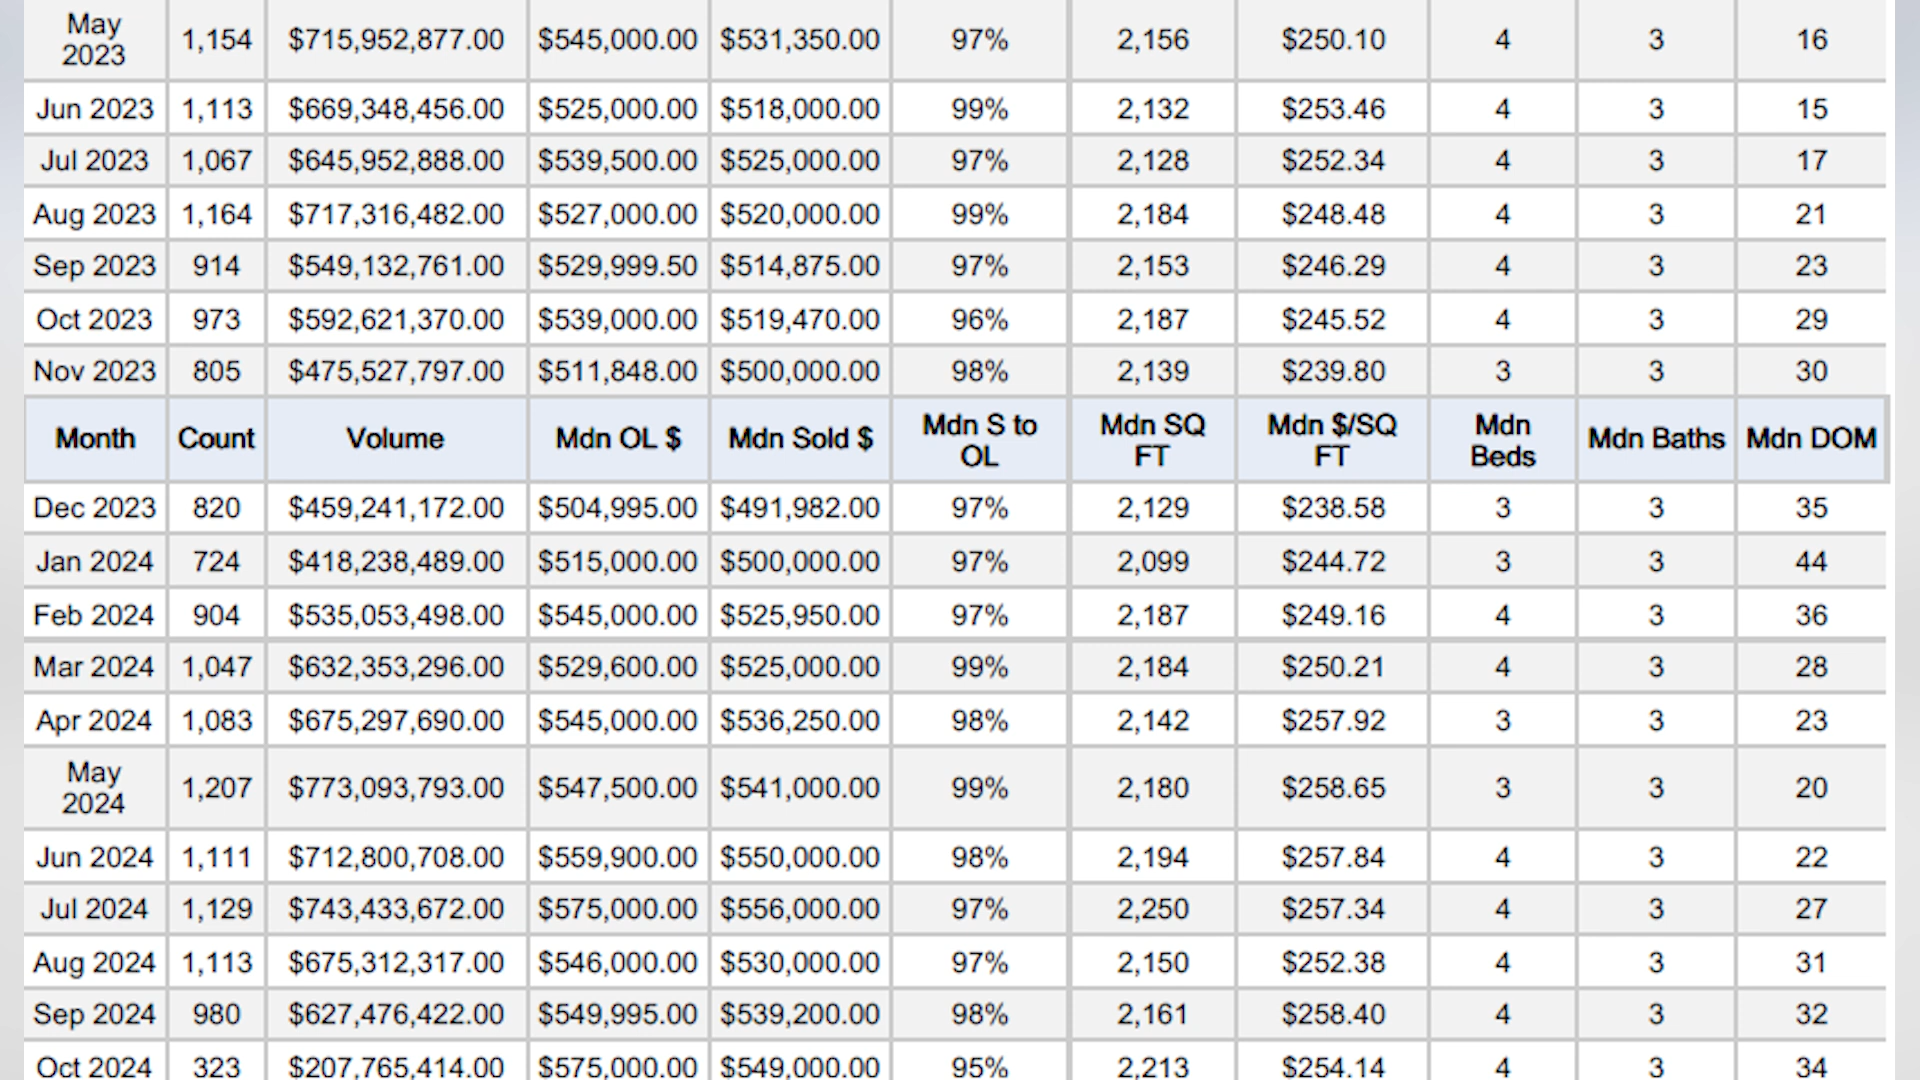 May 2023 1,154 $715,952,877.00 $545,000.00 $531,350.00 97% 2,156 $250.10 4 3 16
Jun 2023 1,113 $669,348,456.00 $525,000.00 $518,000.00 99% 2,132 $253.46 4 3 15
Jul 2023 1,067 $645,952,888.00 $539,500.00 $525,000.00 97% 2,128 $252.34 4 3 17
Aug 2023 1,164 $717,316,482.00 $527,000.00 $520,000.00 99% 2,184 $248.48 4 3 21
Sep 2023 914 $549,132,761.00 $529,999.50 $514,875.00 97% 2,153 $246.29 4 3 23
Oct 2023 973 $592,621,370.00 $539,000.00 $519,470.00 96% 2,187 $245.52 4 3 29
Nov 2023 805 $475,527,797.00 $511,848.00 $500,000.00 98% 2,139 $239.80 3 3 30
Month Count Volume Mdn OL $ Mdn Sold $ Mdn S to OL Mdn SQ FT Mdn $/SQ FT Mdn Beds Mdn Baths Mdn DOM
Dec 2023 820 $459,241,172.00 $504,995.00 $491,982.00 97% 2,129 $238.58 3 3 35
Jan 2024 724 $418,238,489.00 $515,000.00 $500,000.00 97% 2,099 $244.72 3 3 44
Feb 2024 904 $535,053,498.00 $545,000.00 $525,950.00 97% 2,187 $249.16 4 3 36
Mar 2024 1,047 $632,353,296.00 $529,600.00 $525,000.00 99% 2,184 $250.21 4 3 28
Apr 2024 1,083 $675,297,690.00 $545,000.00 $536,250.00 98% 2,142 $257.92 3 3 23
May 2024 1,207 $773,093,793.00 $547,500.00 $541,000.00 99% 2,180 $258.65 3 3 20
Jun 2024 1,111 $712,800,708.00 $559,900.00 $550,000.00 98% 2,194 $257.84 4 3 22
Jul 2024 1,129 $743,433,672.00 $575,000.00 $556,000.00 97% 2,250 $257.34 4 3 27
Aug 2024 1,113 $675,312,317.00 $546,000.00 $530,000.00 97% 2,150 $252.38 4 3 31
Sep 2024 980 $627,476,422.00 $549,995.00 $539,200.00 98% 2,161 $258.40 4 3 32
Oct 2024 323 $207,765,414.00 $575,000.00 $549,000.00 95% 2,213 $254.14 4 3 34